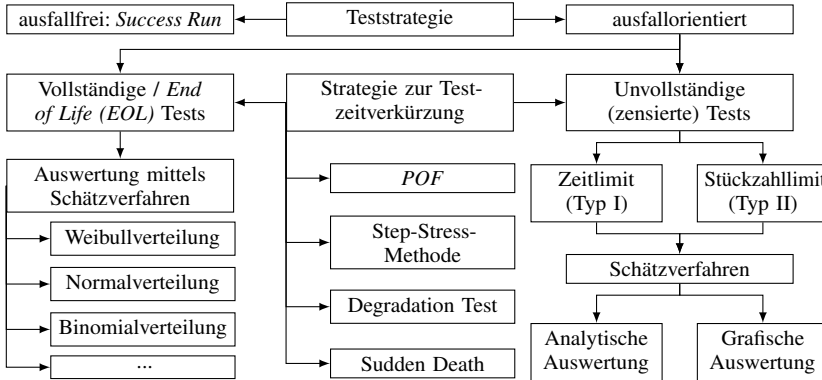 ausfallfrei: Success Run
Teststrategie
ausfallorientiert
Vollständige / End
of Life (EOL) Tests
Strategie zur Test-
zeitverkürzung
Unvollständige
(zensierte) Tests
Auswertung mittels
Schätzverfahren
POF
Zeitlimit
(Typ I)
Stückzahllimit
(Typ II)
Weibullverteilung
Step-Stress-
Methode
Schätzverfahren
Normalverteilung
Degradation Test
Binomialverteilung
Analytische
Auswertung
Grafische
Auswertung
...
Sudden Death